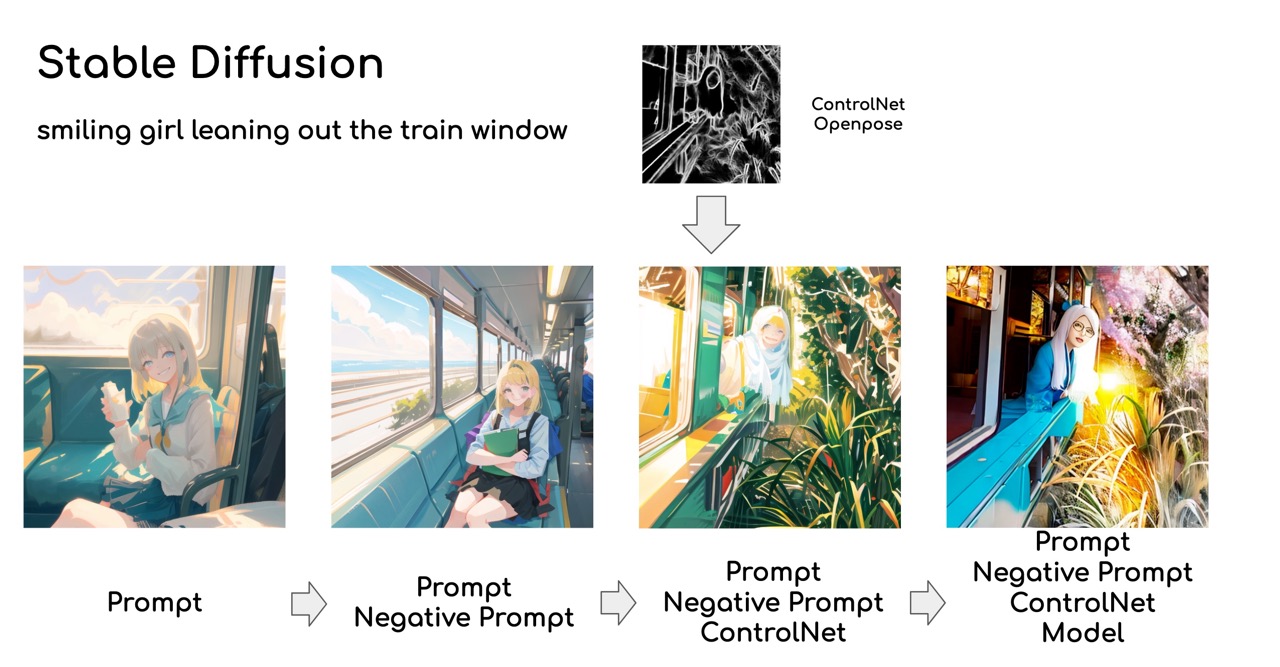 Stable Diffusion
smiling girl leaning out the train window
ControlNet
Openpose
Prompt
Prompt
Negative Prompt
Prompt
Negative Prompt
ControlNet
Prompt
Negative Prompt
ControlNet
Model